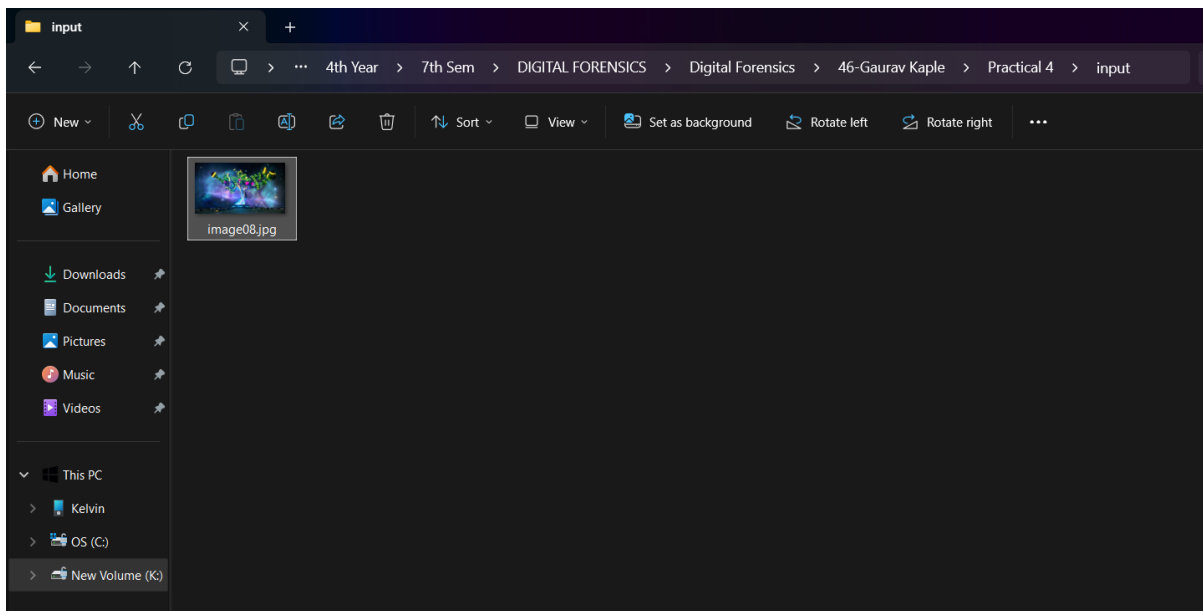 input
4th Year > 7th Sem > DIGITAL FORENSICS > Digital Forensics > 46-Gaurav Kaple > Practical 4 > input
New Sort View Set as background Rotate left Rotate right
Home
Gallery
image08.jpg
Downloads
Documents
Pictures
Music
Videos
This PC
Kelvin
OS (C:)
New Volume (K:)